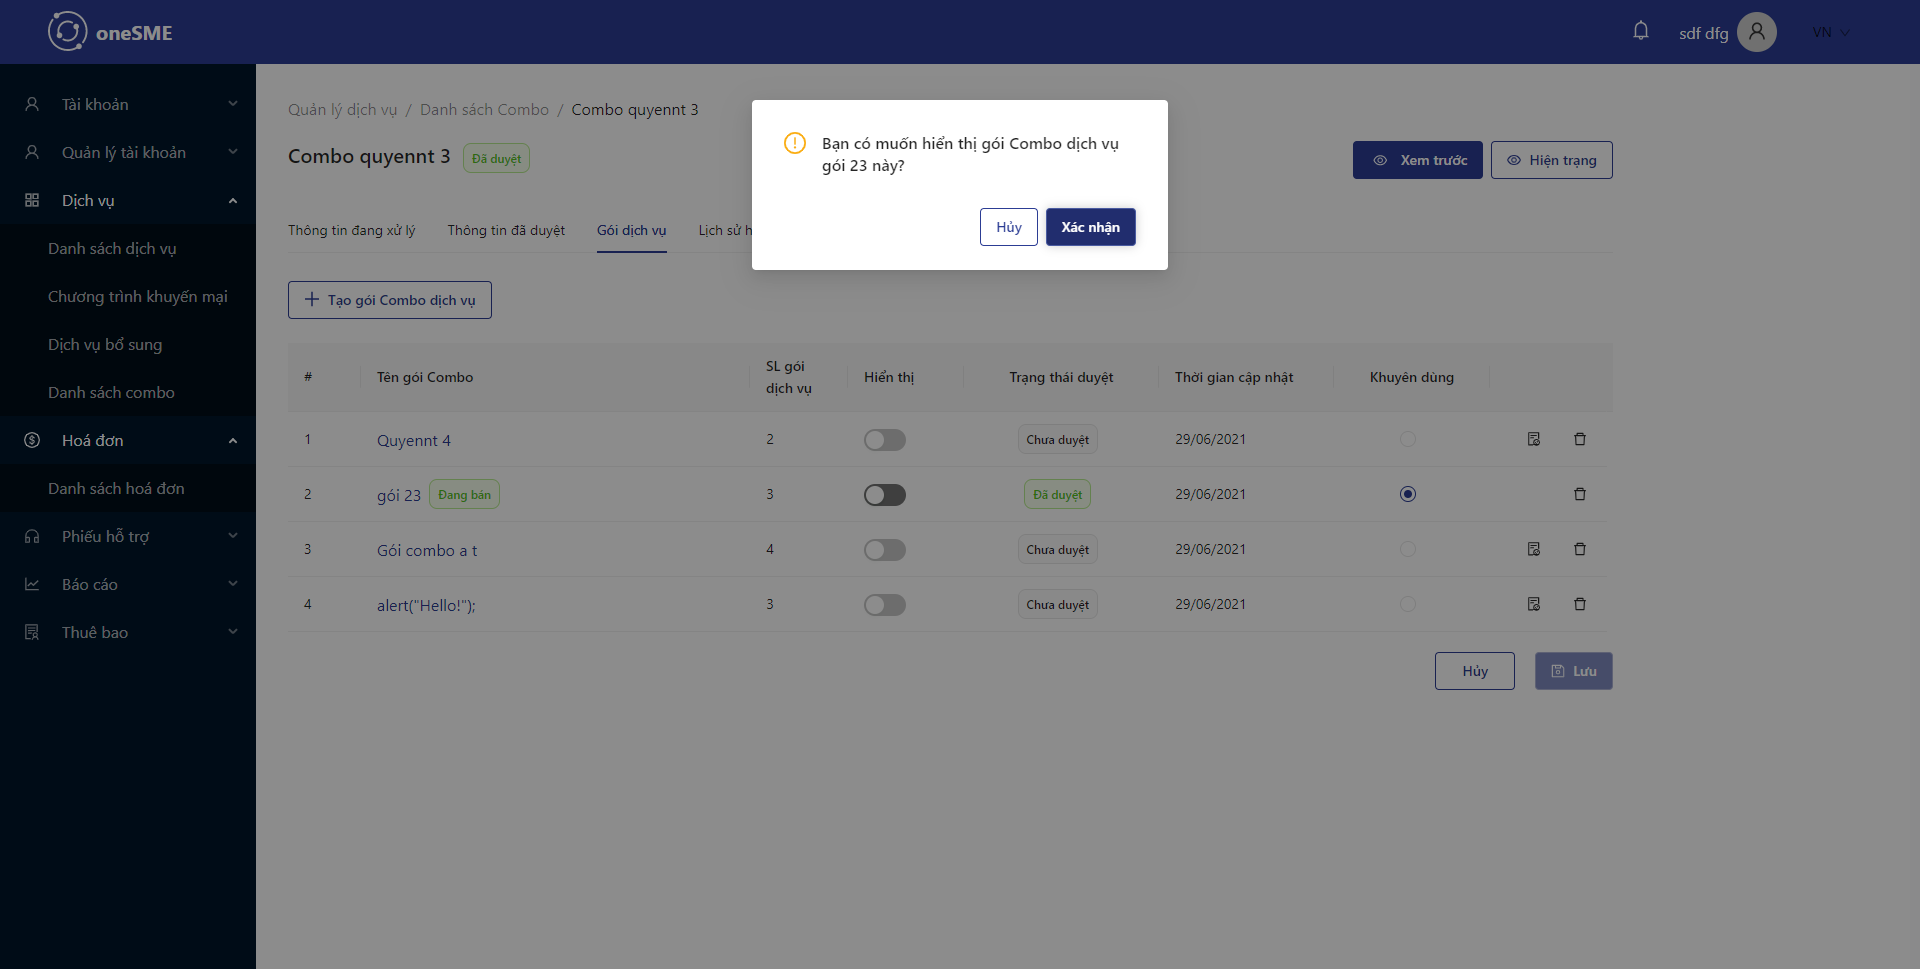 oneSME
sdf dfg
VN
Tài khoản
Quản lý tài khoản
Dịch vụ
Danh sách dịch vụ
Chương trình khuyến mại
Dịch vụ bổ sung
Danh sách combo
Hoá đơn
Danh sách hoá đơn
Phiếu hỗ trợ
Báo cáo
Thuê bao
Quản lý dịch vụ / Danh sách Combo / Combo quyennt 3
Combo quyennt 3 Đã duyệt
Xem trước
Hiện trạng
Bạn có muốn hiển thị gói Combo dịch vụ
gói 23 này?
Hủy
Xác nhận
Thông tin đang xử lý
Thông tin đã duyệt
Gói dịch vụ
Lịch sử h
Tạo gói Combo dịch vụ
# Tên gói Combo SL gói dịch vụ Hiển thị Trạng thái duyệt Thời gian cập nhật Khuyên dùng
1 Quyennt 4 2 Chưa duyệt 29/06/2021
2 gói 23 Đang bán 3 Đã duyệt 29/06/2021
3 Gói combo a t 4 Chưa duyệt 29/06/2021
4 alert("Hello!"); 3 Chưa duyệt 29/06/2021
Hủy
Lưu